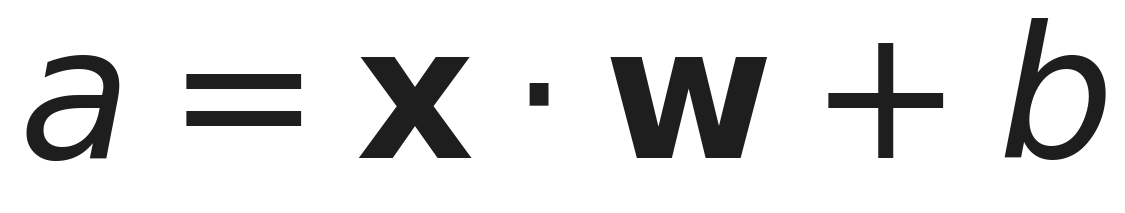 a = x · w + b